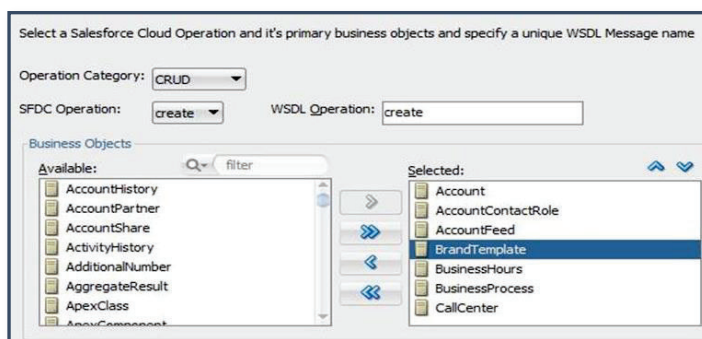 Select a Salesforce Cloud Operation and it's primary business objects and specify a unique WSDL Message name
Operation Category: CRUD
SFDC Operation: create WSDL Operation: create
Business Objects
Available: filter
AccountHistory
AccountPartner
AccountShare
ActivityHistory
AdditionalNumber
AggregateResult
ApexClass
ApexComponent
Selected:
Account
AccountContactRole
AccountFeed
BrandTemplate
BusinessHours
BusinessProcess
CallCenter